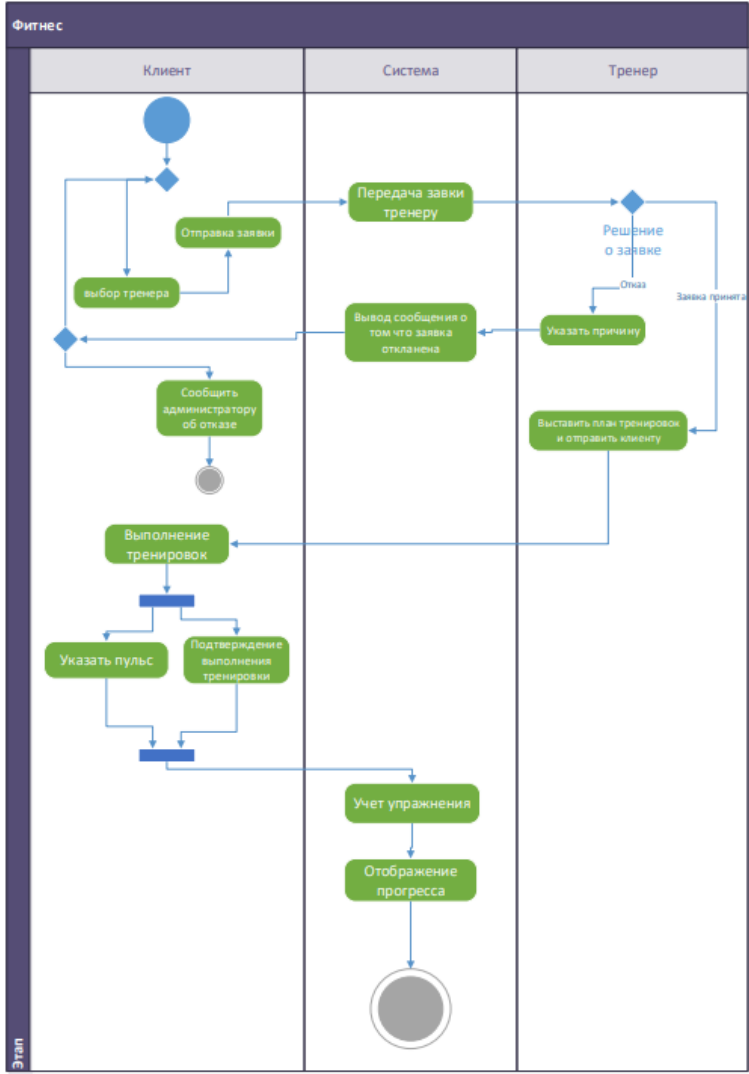 Фитнес
Клиент
Система
Тренер
Передача завки
тренеру
Отправка заявки
Решение
о заявке
выбор тренера
Отказ
Заявка принята
Вывод сообщения о
том что заявка
откланена
Указать причину
Сообщить
администратору
об отказе
Выставить план тренировок
и отправить клиенту
Выполнение
тренировок
Указать пульс
Подтверждение
выполнения
тренировки
Учет упражнения
Отображение
прогресса
Этап